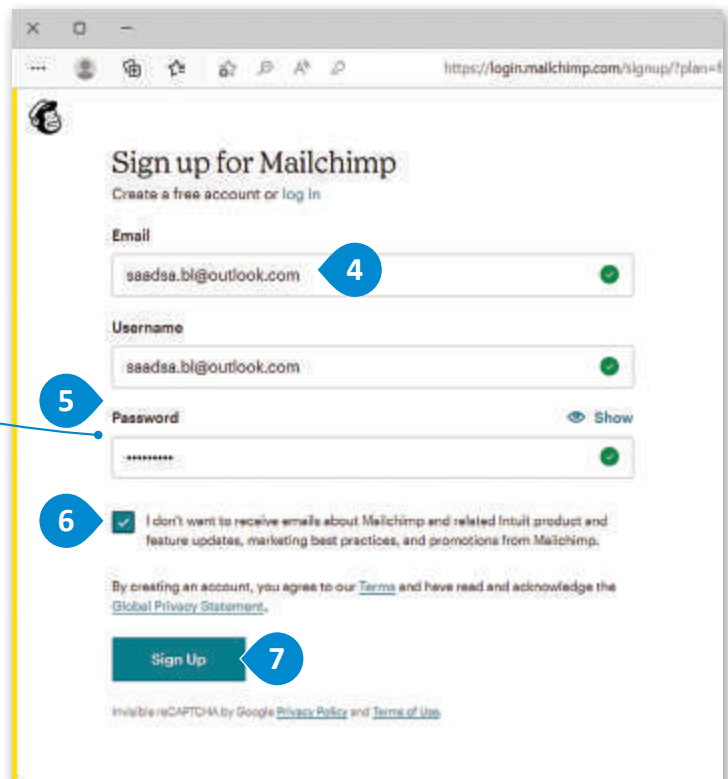 https://login.mailchimp.com/signup/?plan=f
Sign up for Mailchimp
Create a free account or log in
Email
saadsa.bl@outlook.com
4
Username
saadsa.bl@outlook.com
5
Password
Show
•••••••••
6
I don't want to receive emails about Mailchimp and related Intuit product and
feature updates, marketing best practices, and promotions from Mailchimp.
By creating an account, you agree to our Terms and have read and acknowledge the
Global Privacy Statement.
Sign Up
7
Invisible reCAPTCHA by Google Privacy Policy and Terms of Use